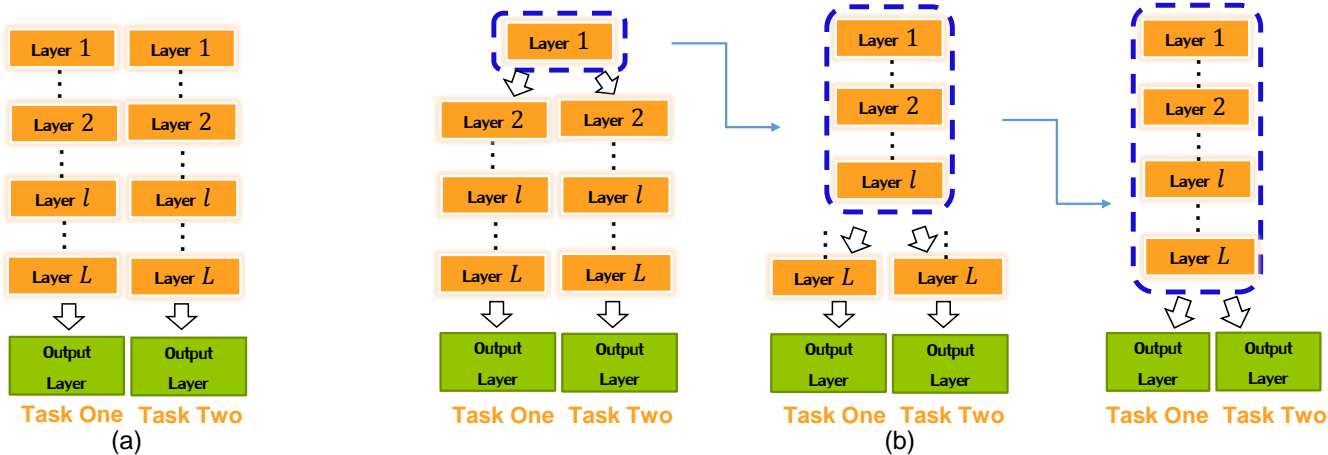 Layer 1
Layer 2
Layer l
Layer L
Output
Layer
Task One
Layer 1
Layer 2
Layer l
Layer L
Output
Layer
Task Two
(a)
Layer 1
Layer 2
Layer l
Layer L
Output
Layer
Task One
Layer 2
Layer l
Layer L
Output
Layer
Task Two
Layer 1
Layer 2
Layer l
Layer L
Output
Layer
Task One
Layer L
Output
Layer
Task Two
(b)
Layer 1
Layer 2
Layer l
Layer L
Output
Layer
Task One
Output
Layer
Task Two